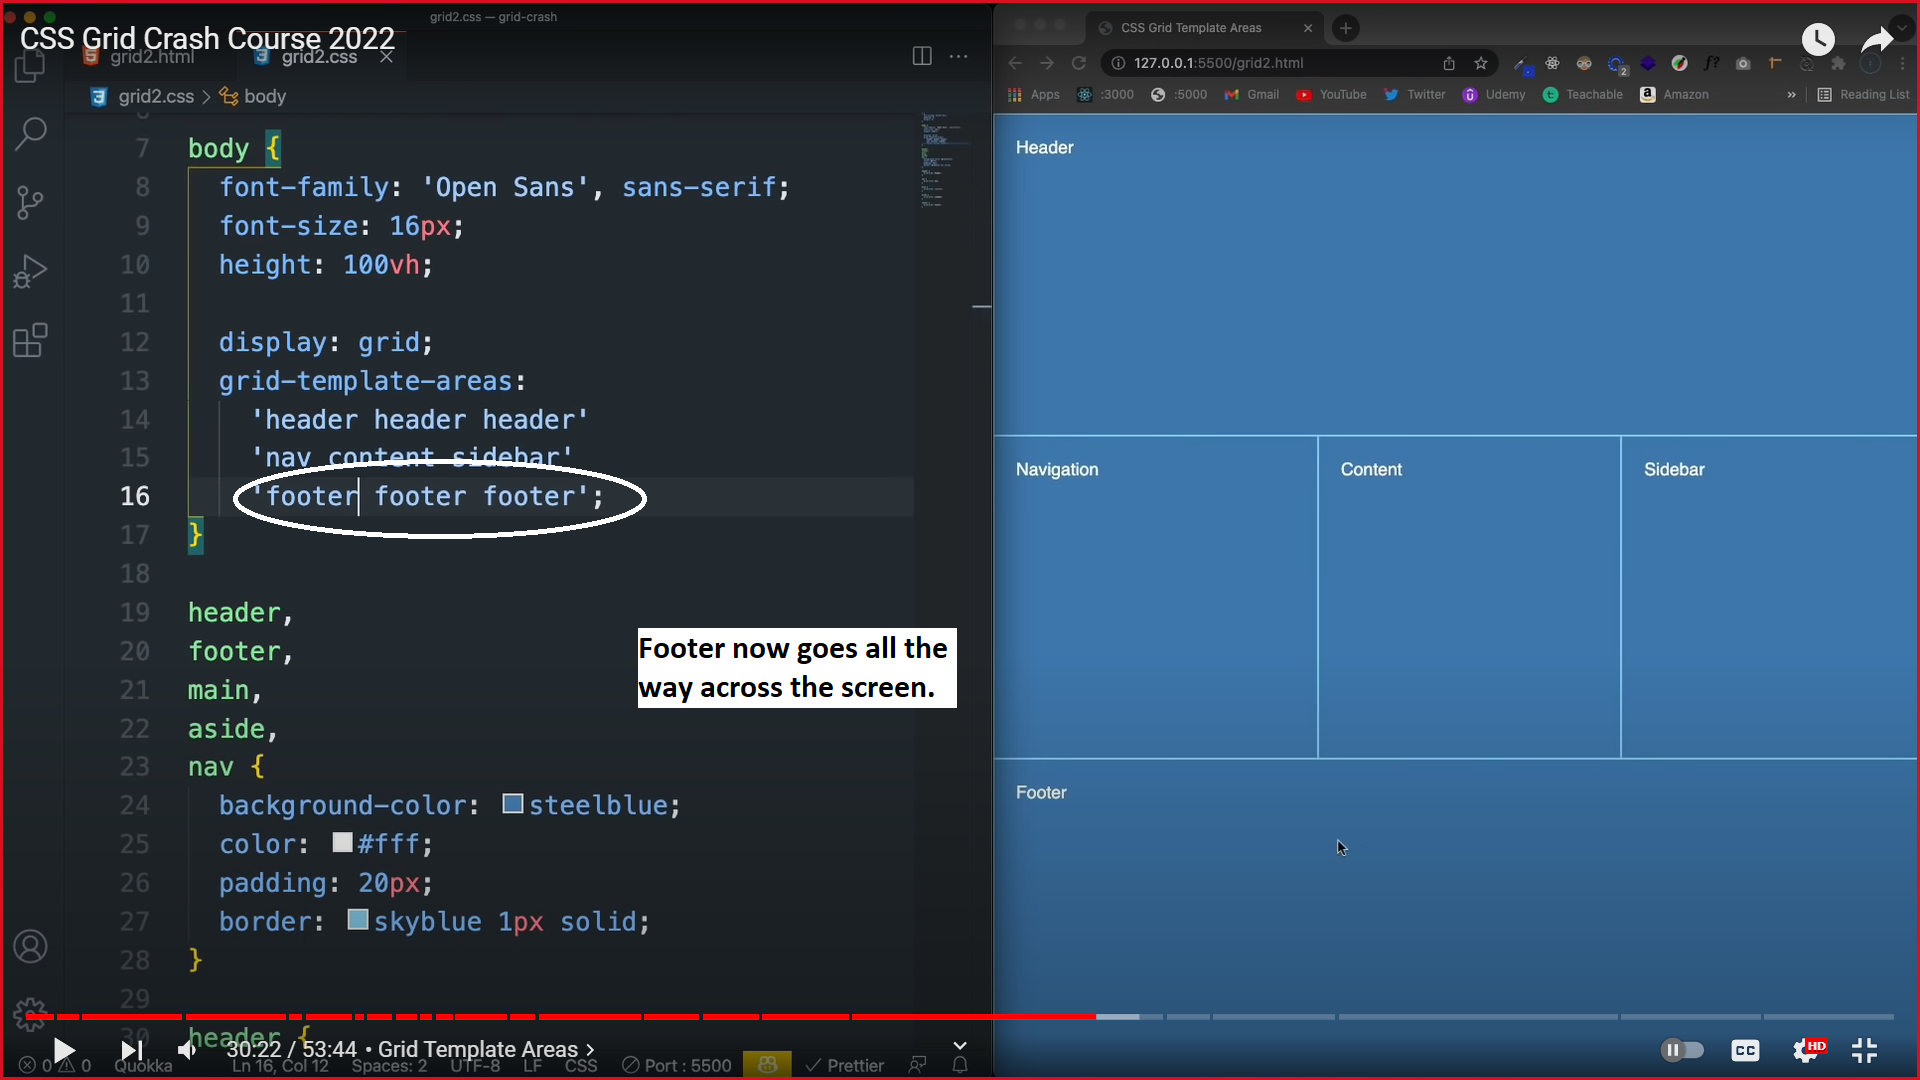 grid2.css — grid-crash
CSS Grid Crash Course 2022
grid2.html
grid2.css
grid2.css > body
7 body {
8 font-family: 'Open Sans', sans-serif;
9 font-size: 16px;
10 height: 100vh;
11
12 display: grid;
13 grid-template-areas:
14 'header header header'
15 'nav content sidebar'
16 'footer footer footer';
17 }
18
19 header,
20 footer,
21 main,
22 aside,
23 nav {
24 background-color: steelblue;
25 color: #fff;
26 padding: 20px;
27 border: skyblue 1px solid;
28 }
29
30 header {
Footer now goes all the
way across the screen.
30:22 / 53:44 • Grid Template Areas >
0 0 Quokka Ln 16, Col 12 Spaces: 2 UTF-8 LF CSS Port : 5500 Prettier
CSS Grid Template Areas
127.0.0.1:5500/grid2.html
f?
2
Apps :3000 :5000 Gmail YouTube Twitter Udemy Teachable Amazon » Reading List
Header
Navigation Content Sidebar
Footer
CC HD